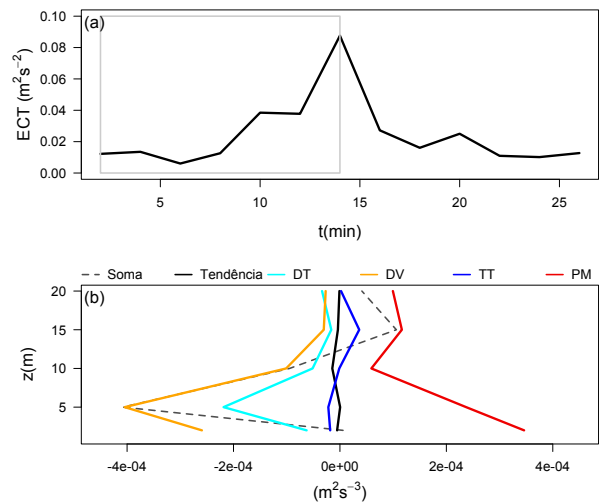 (a)
ECT (m²s⁻²)
0.10
0.08
0.06
0.04
0.02
0.00
5 10 15 20 25
t(min)
Soma Tendência DT DV TT PM
(b)
z(m)
20
15
10
5
-4e-04 -2e-04 0e+00 2e-04 4e-04
(m²s⁻³)